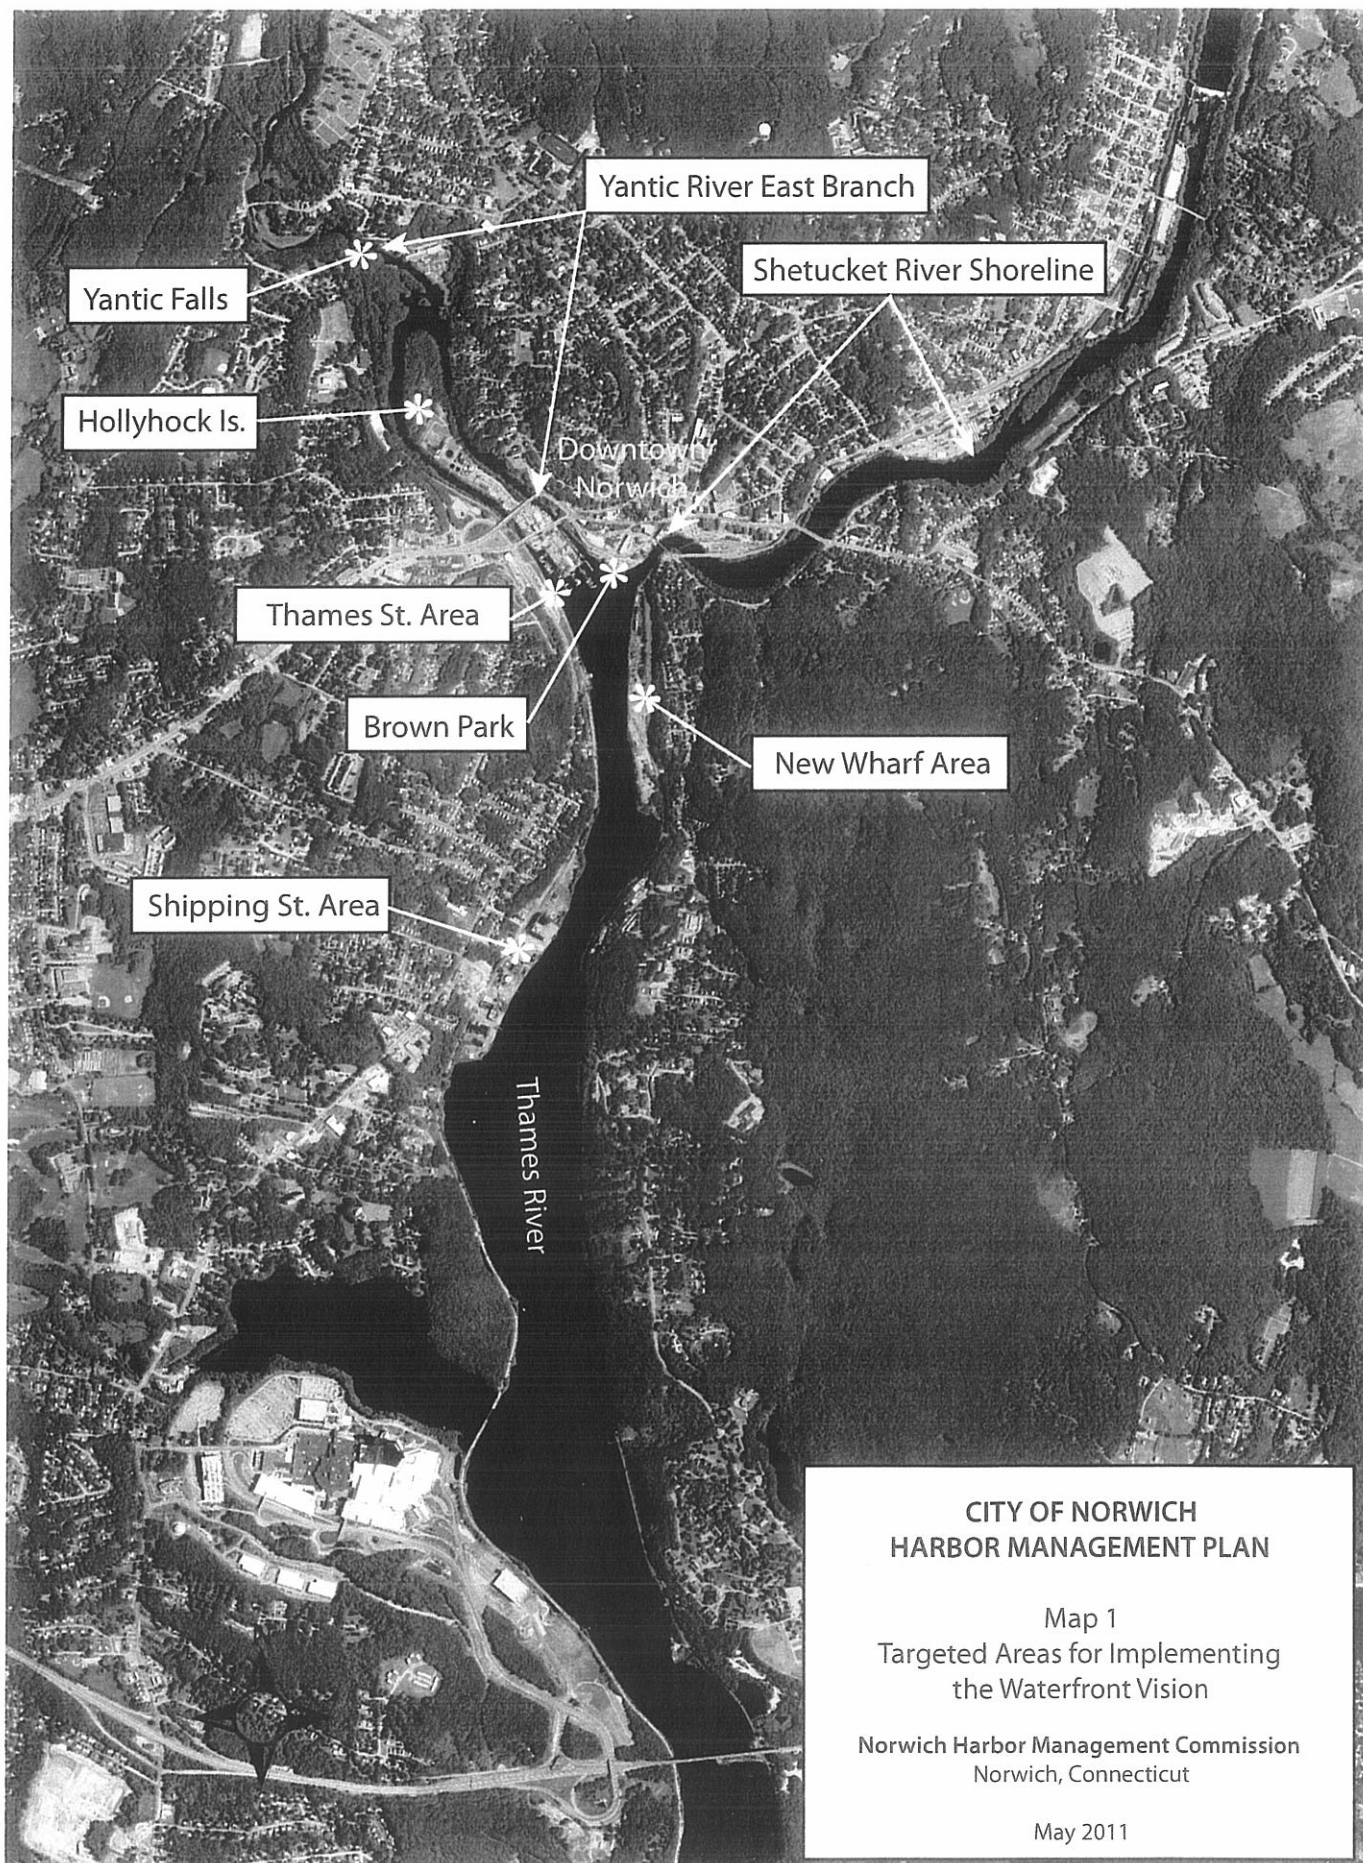 Yantic River East Branch
Shetucket River Shoreline
Yantic Falls
Hollyhock Is.
Downtown
Norwich
Thames St. Area
Brown Park
New Wharf Area
Shipping St. Area
Thames River
CITY OF NORWICH
HARBOR MANAGEMENT PLAN
Map 1
Targeted Areas for Implementing
the Waterfront Vision
Norwich Harbor Management Commission
Norwich, Connecticut
May 2011